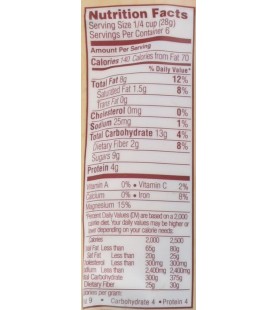 Nutrition Facts
Serving Size 1/4 cup (28g)
Servings Per Container 6
Amount Per Serving
Calories 140 Calories from Fat 70
% Daily Value*
Total Fat 8g 12%
Saturated Fat 1.5g 8%
Trans Fat 0g
Cholesterol 0mg 0%
Sodium 25mg 1%
Total Carbohydrate 13g 4%
Dietary Fiber 2g 8%
Sugars 9g
Protein 4g
Vitamin A 0% • Vitamin C 2%
Calcium 0% • Iron 8%
Magnesium 15%
*Percent Daily Values (DV) are based on a 2,000
calorie diet. Your daily values may be higher or
lower depending on your calorie needs.
Calories 2,000 2,500
Fat Less than 65g 80g
Sat Fat Less than 20g 25g
Less than 300mg 300mg
Less than 2,400mg 2,400mg
Carbohydrate 300g 375g
Dietary Fiber 25g 30g
per gram:
9 • Carbohydrate 4 • Protein 4